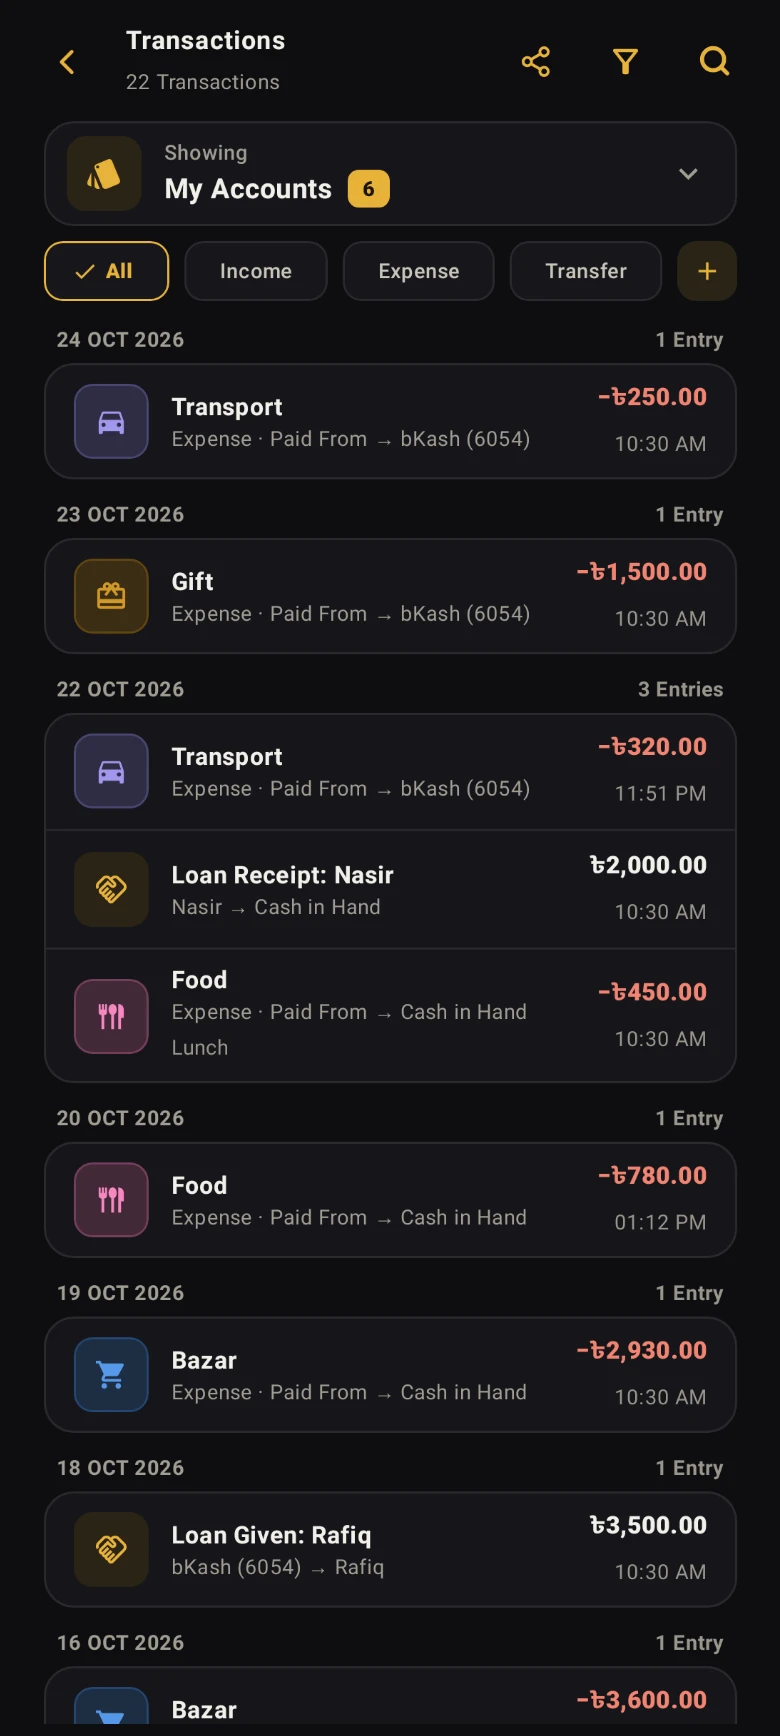 Transactions
22 Transactions
Showing
My Accounts 6
All Income Expense Transfer +
24 OCT 2026 1 Entry
Transport −৳250.00
Expense · Paid From → bKash (6054) 10:30 AM
23 OCT 2026 1 Entry
Gift −৳1,500.00
Expense · Paid From → bKash (6054) 10:30 AM
22 OCT 2026 3 Entries
Transport −৳320.00
Expense · Paid From → bKash (6054) 11:51 PM
Loan Receipt: Nasir ৳2,000.00
Nasir → Cash in Hand 10:30 AM
Food −৳450.00
Expense · Paid From → Cash in Hand 10:30 AM
Lunch
20 OCT 2026 1 Entry
Food −৳780.00
Expense · Paid From → Cash in Hand 01:12 PM
19 OCT 2026 1 Entry
Bazar −৳2,930.00
Expense · Paid From → Cash in Hand 10:30 AM
18 OCT 2026 1 Entry
Loan Given: Rafiq ৳3,500.00
bKash (6054) → Rafiq 10:30 AM
16 OCT 2026 1 Entry
Bazar −৳3,600.00